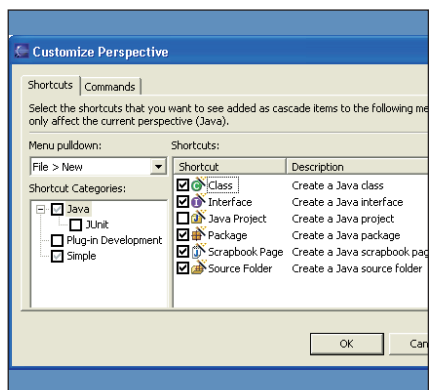 Customize Perspective
Shortcuts Commands
Select the shortcuts that you want to see added as cascade items to the following me
only affect the current perspective (Java).
Menu pulldown:
File > New
Shortcut Categories:
Java
JUnit
Plug-in Development
Simple
Shortcuts:
Shortcut Description
Class Create a Java class
Interface Create a Java interface
Java Project Create a Java project
Package Create a Java package
Scrapbook Page Create a Java scrapbook pag
Source Folder Create a Java source folder
OK Can